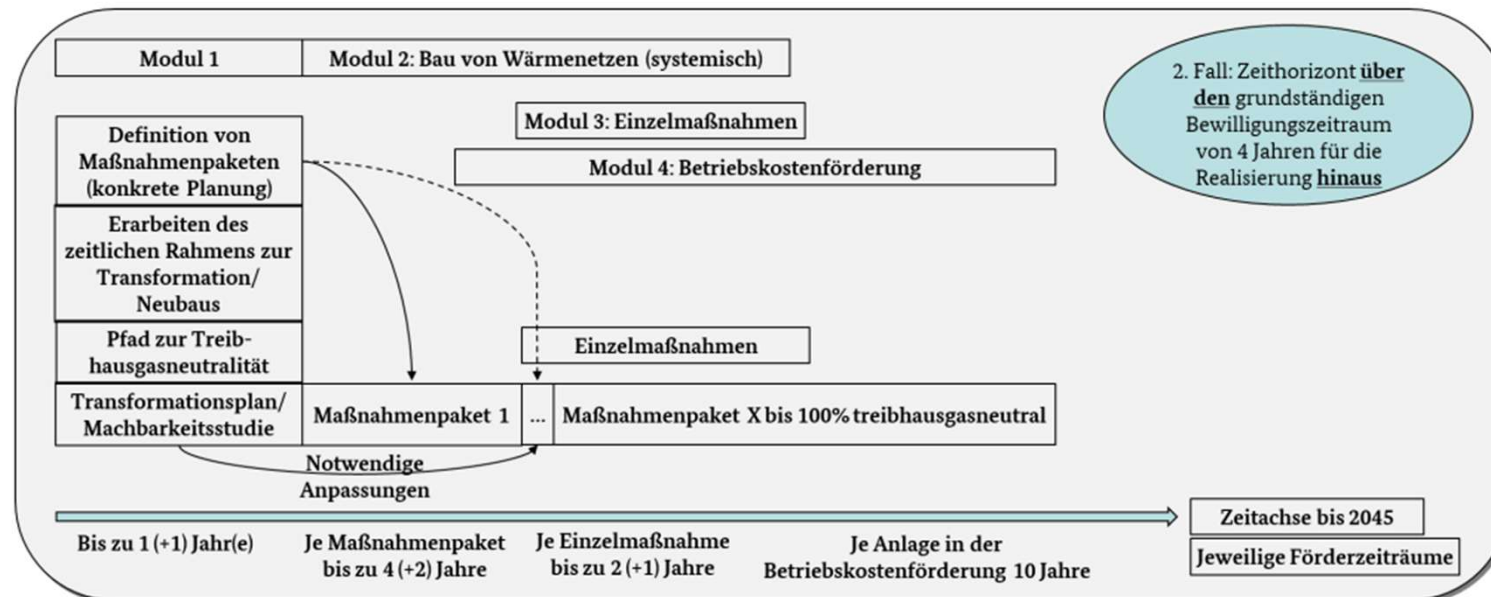 Modul 1
Modul 2: Bau von Wärmenetzen (systemisch)
2. Fall: Zeithorizont über
den grundständigen
Bewilligungszeitraum
von 4 Jahren für die
Realisierung hinaus
Modul 3: Einzelmaßnahmen
Modul 4: Betriebskostenförderung
Definition von
Maßnahmenpaketen
(konkrete Planung)
Erarbeiten des
zeitlichen Rahmens zur
Transformation/
Neubaus
Pfad zur Treib-
hausgasneutralität
Einzelmaßnahmen
Transformationsplan/
Machbarkeitsstudie
Maßnahmenpaket 1
...
Maßnahmenpaket X bis 100% treibhausgasneutral
Notwendige
Anpassungen
Zeitachse bis 2045
Bis zu 1 (+1) Jahr(e)
Je Maßnahmenpaket
bis zu 4 (+2) Jahre
Je Einzelmaßnahme
bis zu 2 (+1) Jahre
Je Anlage in der
Betriebskostenförderung 10 Jahre
Jeweilige Förderzeiträume